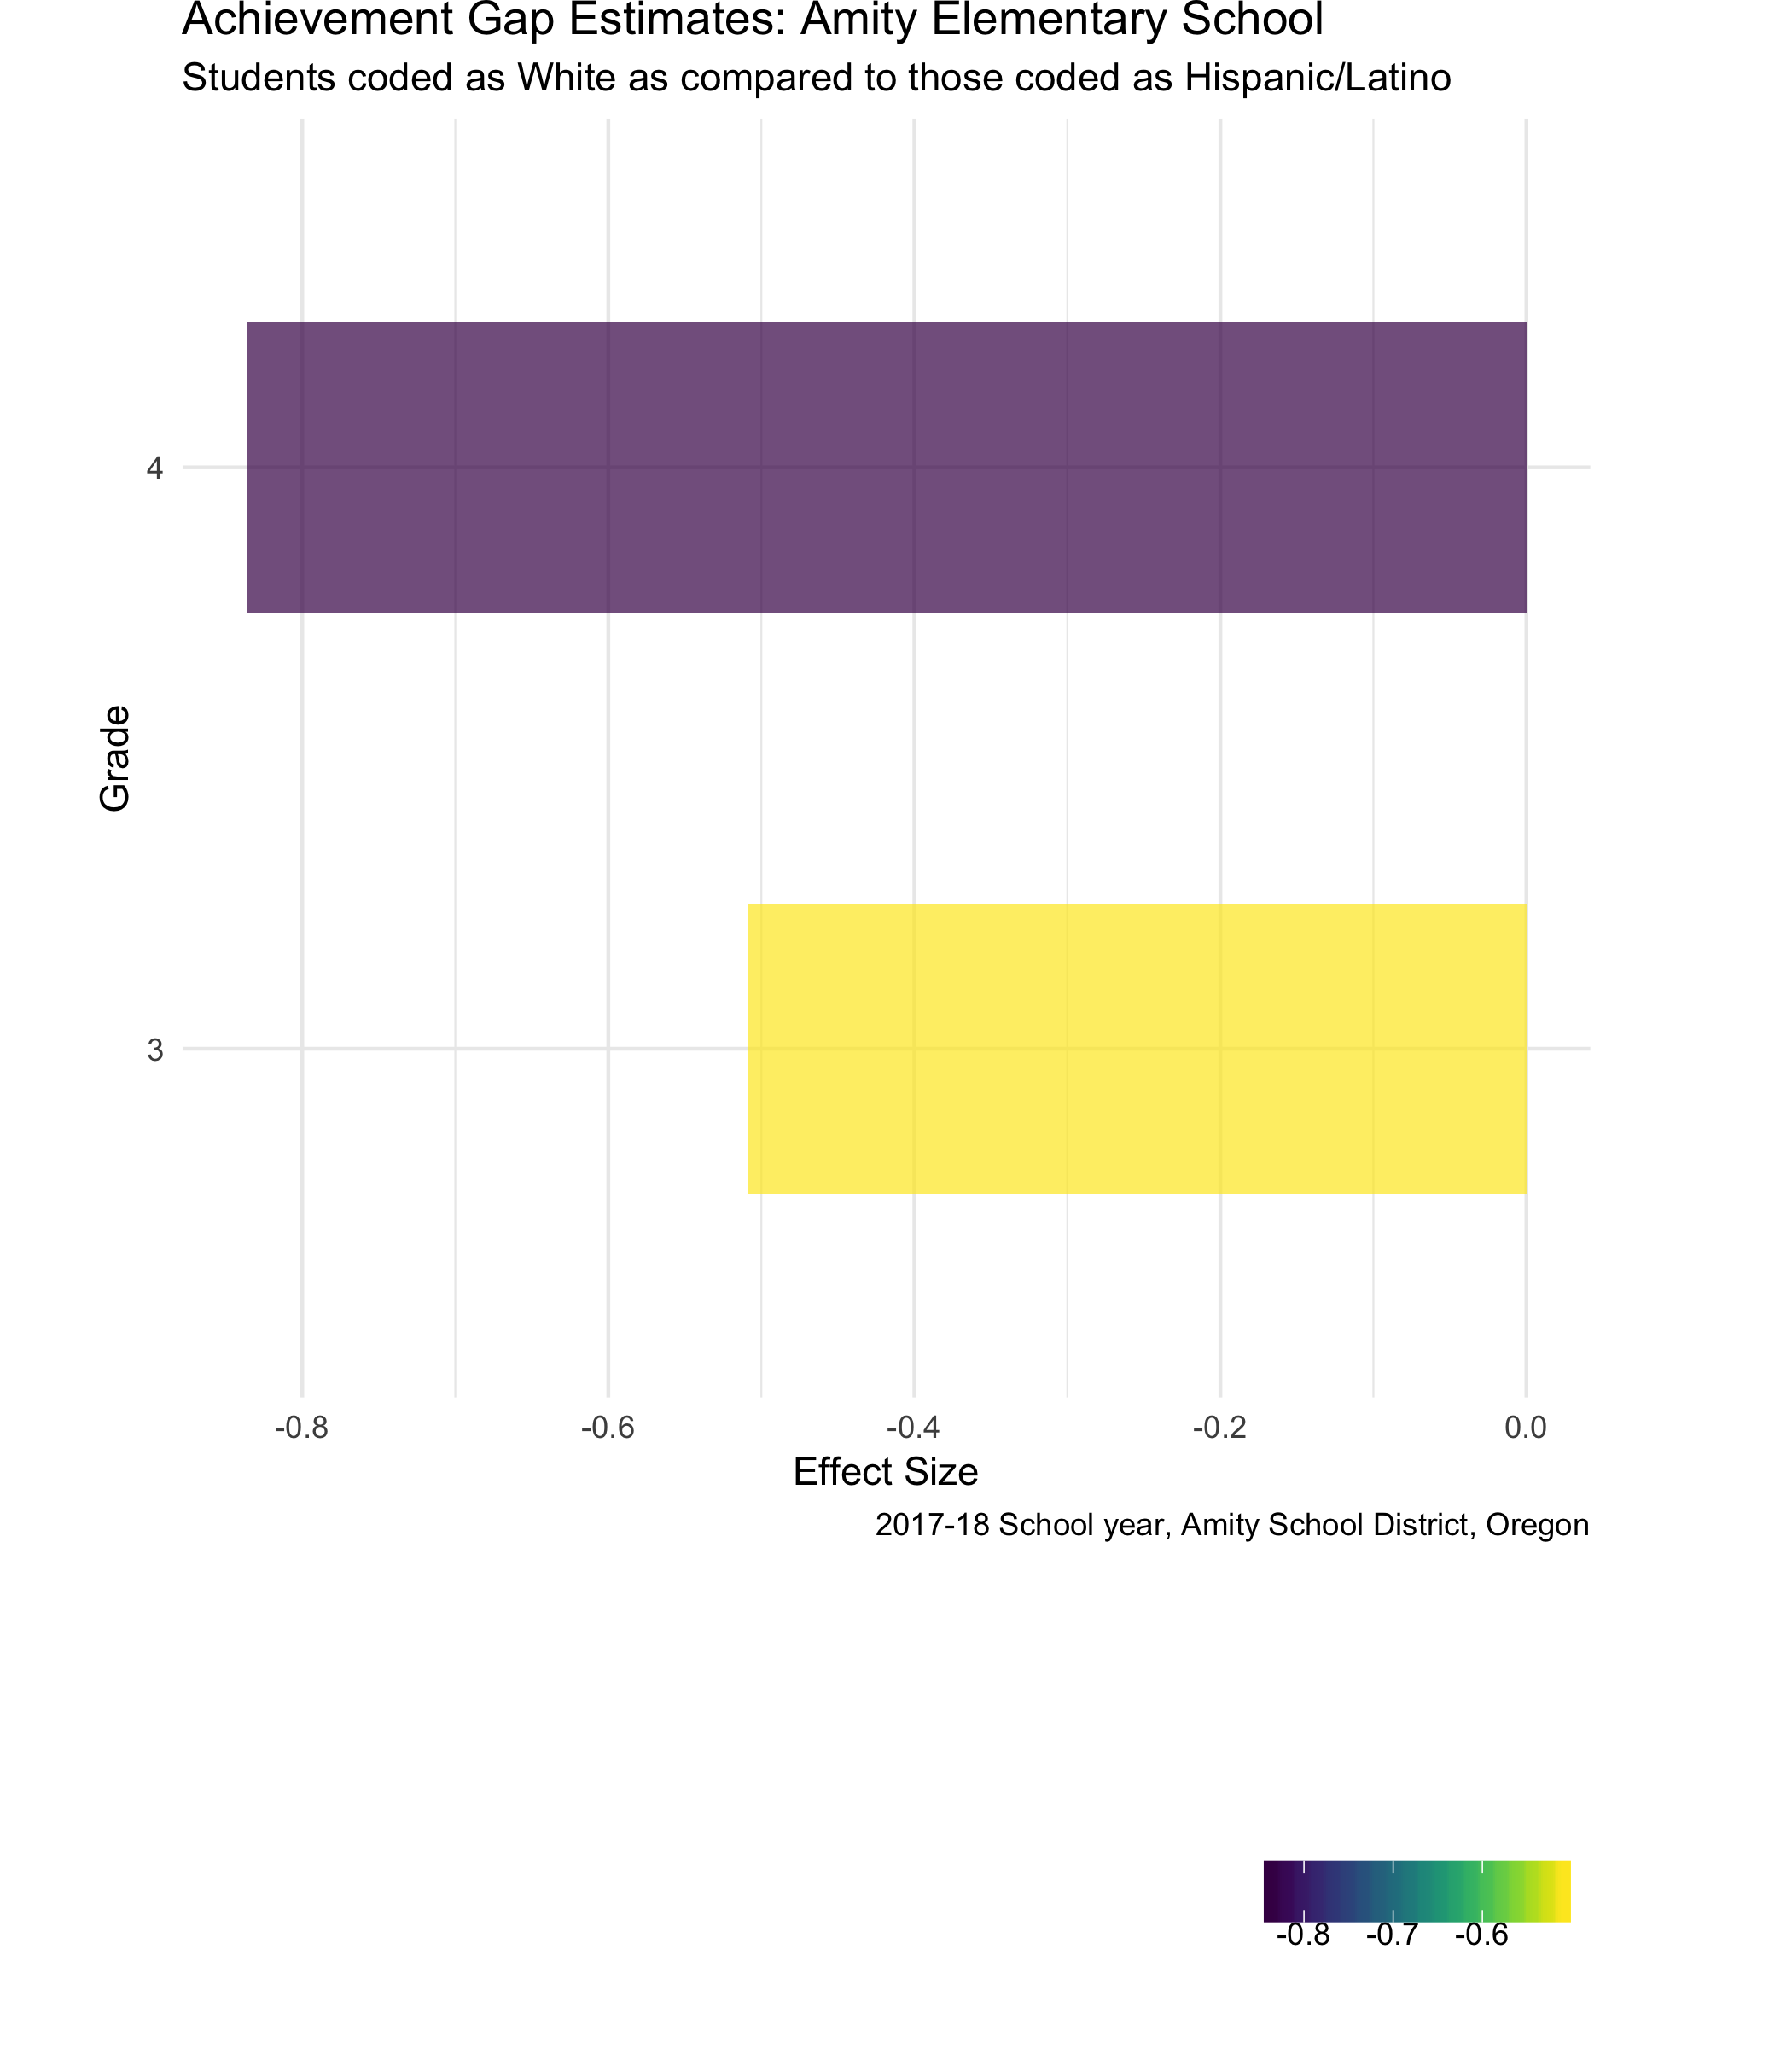 Achievement Gap Estimates: Amity Elementary School
Students coded as White as compared to those coded as Hispanic/Latino
4
Grade
3
-0.8 -0.6 -0.4 -0.2 0.0
Effect Size
2017-18 School year, Amity School District, Oregon
-0.8 -0.7 -0.6